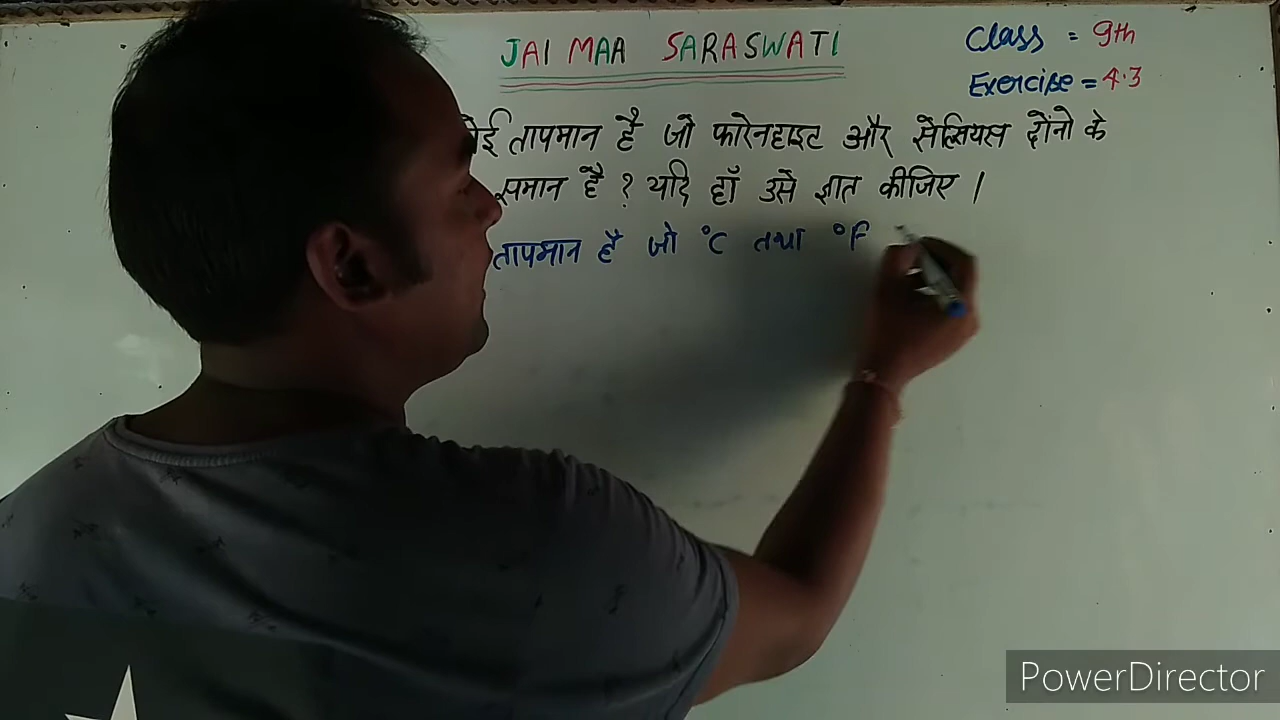 JAI MAA SARASWATI
Class = 9th
Exercise = 4.3
तापमान है जो फारेनहाइट और सेल्सियस दोनो के
समान है ? यदि हाँ उसे ज्ञात कीजिए ।
तापमान है जो °C तथा °F
PowerDirector